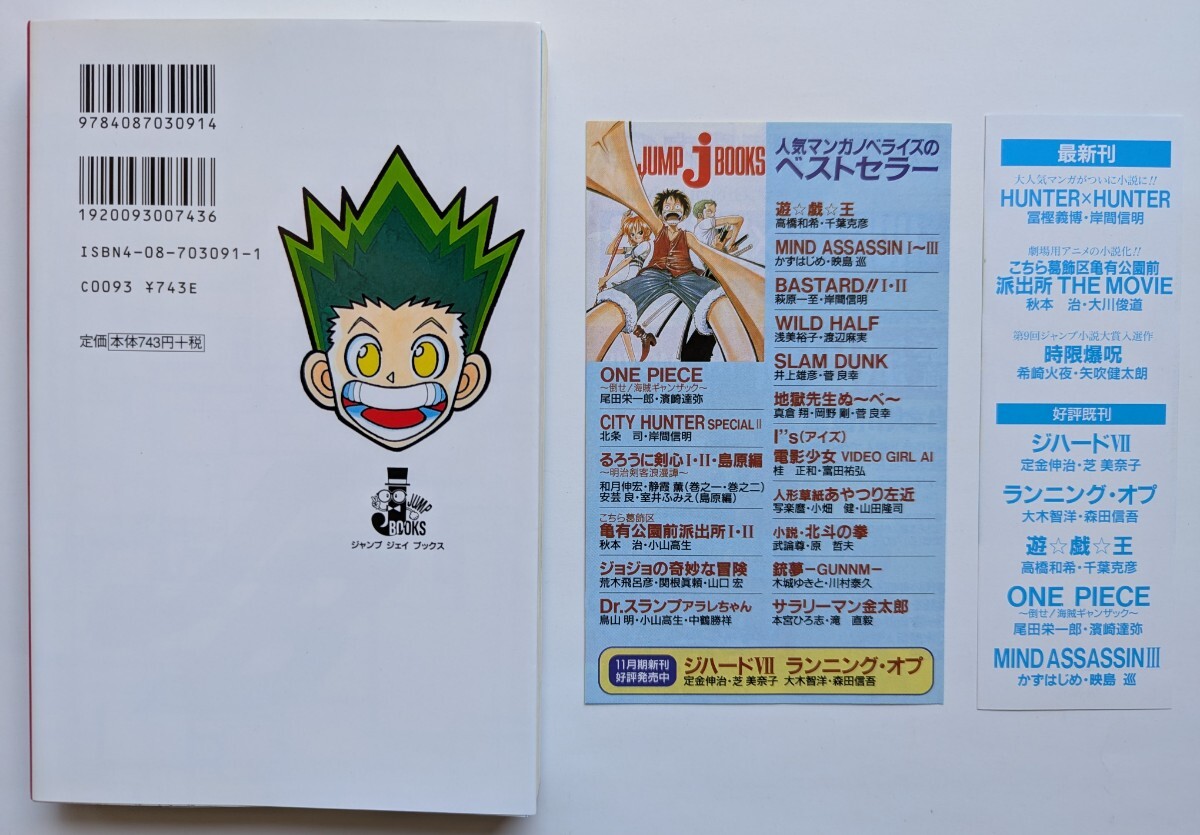 9784087030914
1920093007436
ISBN4-08-703091-1
C0093 ¥743E
定価 本体743円+税
JUMP
J BOOKS
ジャンプ ジェイ ブックス
JUMP j BOOKS
人気マンガノベライズの
ベストセラー
ONE PIECE
～倒せ!海賊ギャンザック～
尾田栄一郎・濱崎達弥
CITY HUNTER SPECIAL II
北条 司・岸間信明
るろうに剣心I・II・島原編
～明治剣客浪漫譚～
和月伸宏・静霞 薫(巻之一・巻之二)
安芸 良・室井ふみえ(島原編)
こちら葛飾区
亀有公園前派出所I・II
秋本 治・小山高生
ジョジョの奇妙な冒険
荒木飛呂彦・関根眞頼・山口 宏
Dr.スランプアラレちゃん
鳥山 明・小山高生・中鶴勝祥
遊☆戯☆王
高橋和希・千葉克彦
MIND ASSASSIN I〜III
かずはじめ・映島 巡
BASTARD!! I・II
萩原一至・岸間信明
WILD HALF
浅美裕子・渡辺麻実
SLAM DUNK
井上雄彦・菅 良幸
地獄先生ぬ〜べ〜
真倉 翔・岡野 剛・菅 良幸
I"s(アイズ)
電影少女 VIDEO GIRL AI
桂 正和・富田祐弘
人形草紙あやつり左近
写楽麿・小畑 健・山田隆司
小説・北斗の拳
武論尊・原 哲夫
銃夢－GUNNM－
木城ゆきと・川村泰久
サラリーマン金太郎
本宮ひろ志・滝 直毅
11月期新刊
好評発売中
ジハードVII ランニング・オプ
定金伸治・芝 美奈子 大木智洋・森田信吾
最新刊
大人気マンガがついに小説に!!
HUNTER×HUNTER
冨樫義博・岸間信明
劇場用アニメの小説化!!
こちら葛飾区亀有公園前
派出所 THE MOVIE
秋本 治・大川俊道
第9回ジャンプ小説大賞入選作
時限爆呪
希崎火夜・矢吹健太朗
好評既刊
ジハードVII
定金伸治・芝 美奈子
ランニング・オプ
大木智洋・森田信吾
遊☆戯☆王
高橋和希・千葉克彦
ONE PIECE
～倒せ!海賊ギャンザック～
尾田栄一郎・濱崎達弥
MIND ASSASSIN III
かずはじめ・映島 巡